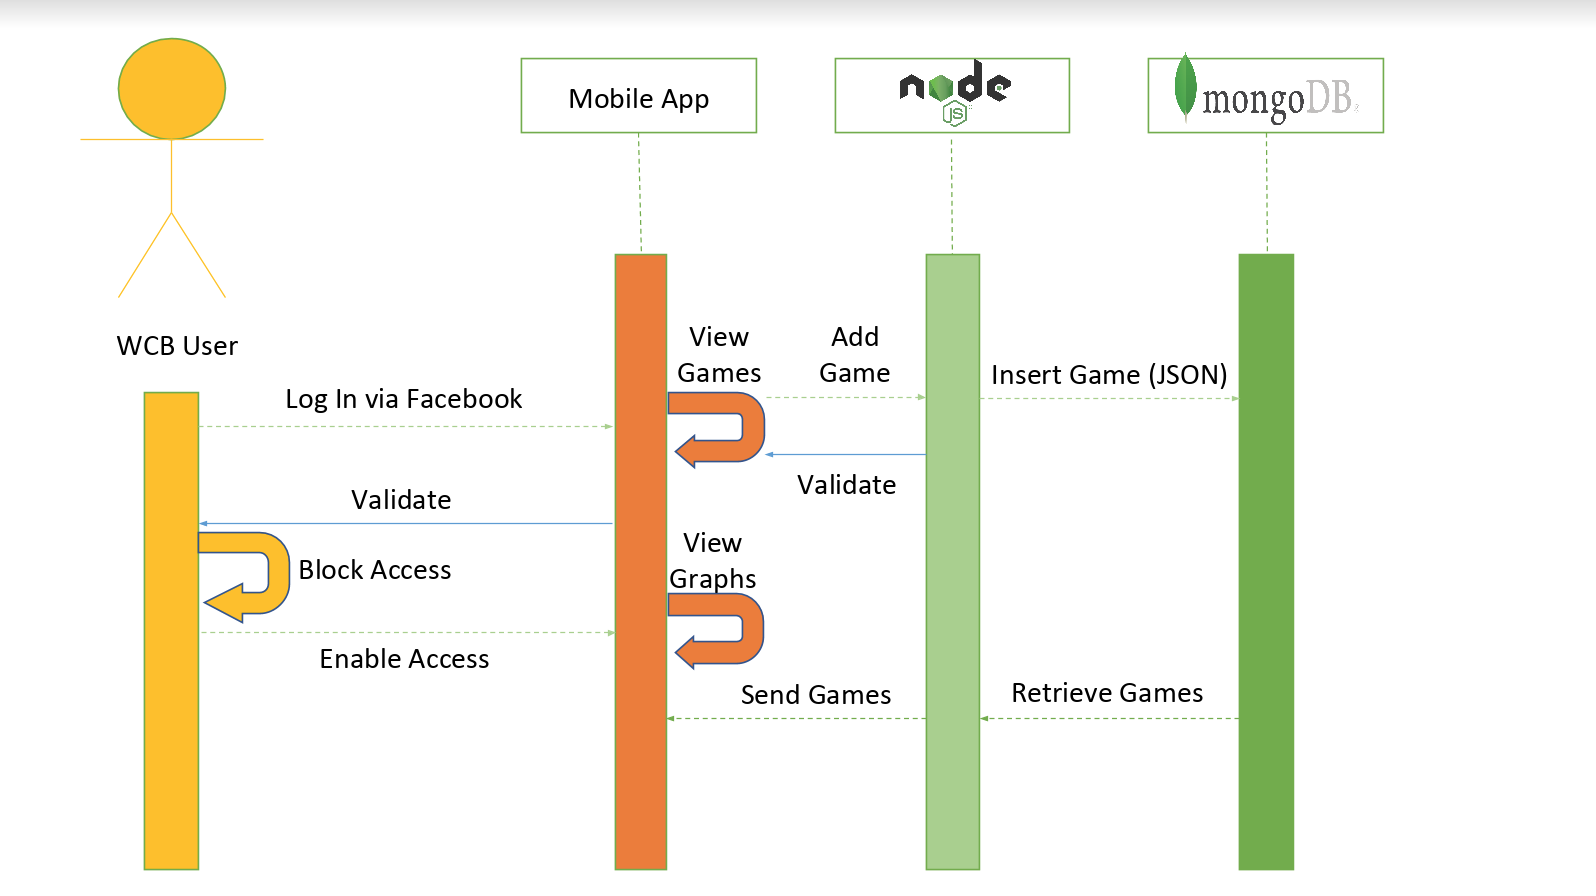 Mobile App
node
JS
mongoDB
WCB User
View
Games
Add
Game
Insert Game (JSON)
Log In via Facebook
Validate
Validate
Block Access
View
Graphs
Enable Access
Send Games
Retrieve Games